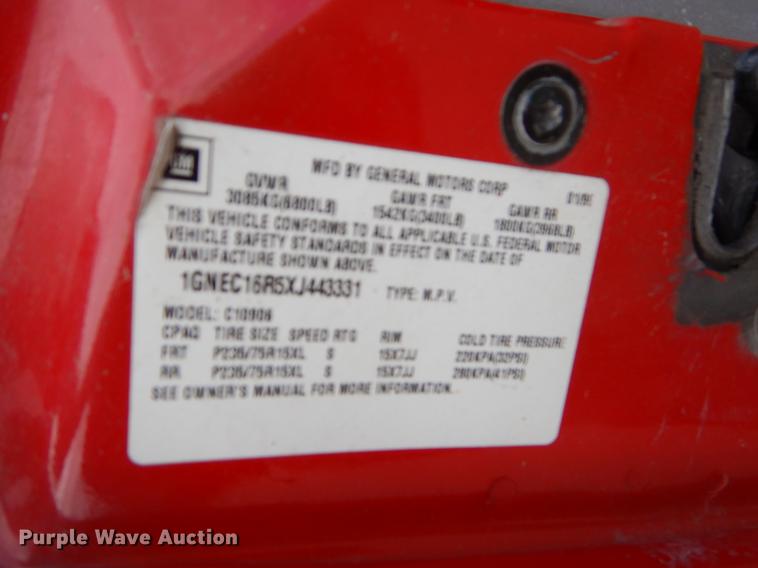 GM
MFD BY GENERAL MOTORS CORP
GVWR GAWR FRT GAWR RR
3085KG(6800LB) 1542KG(3400LB) 1800KG(3968LB)
THIS VEHICLE CONFORMS TO ALL APPLICABLE U.S. FEDERAL MOTOR
VEHICLE SAFETY STANDARDS IN EFFECT ON THE DATE OF
MANUFACTURE SHOWN ABOVE.
1GNEC16R5XJ443331 TYPE: M.P.V.
MODEL: C10906
TIRE SIZE SPEED RTG RIM COLD TIRE PRESSURE
FRT P235/75R15XL S 15X7JJ 220KPA(32PSI)
RR P235/75R15XL S 15X7JJ 280KPA(41PSI)
SEE OWNER'S MANUAL FOR MORE INFORMATION.
Purple Wave Auction